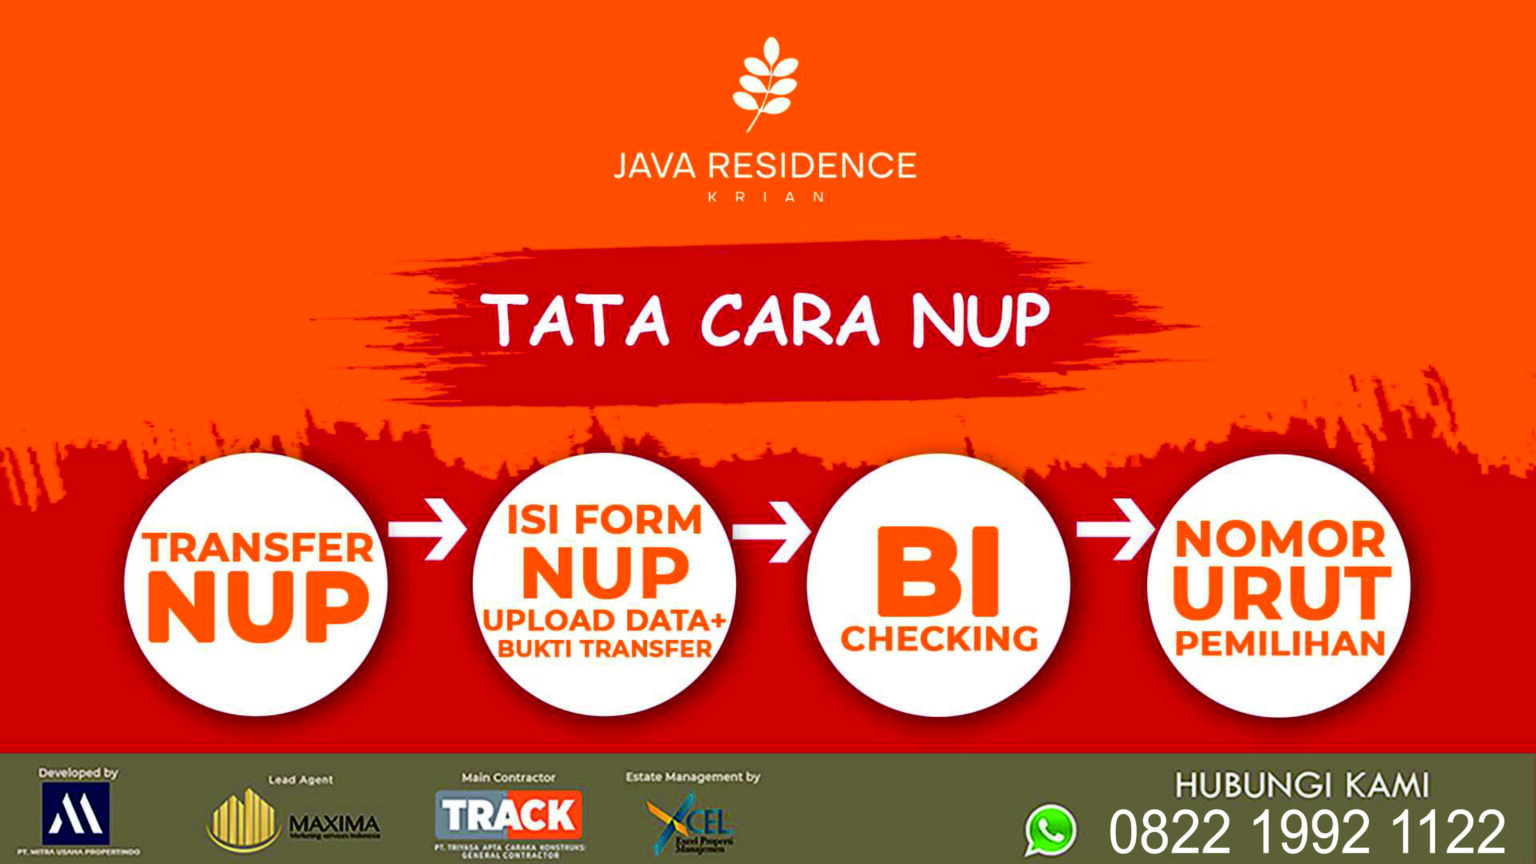 JAVA RESIDENCE
KRIAN
TATA CARA NUP
TRANSFER
NUP
ISI FORM
NUP
UPLOAD DATA+
BUKTI TRANSFER
BI
CHECKING
NOMOR
URUT
PEMILIHAN
Developed by
PT. MITRA USAHA PROPERTINDO
Lead Agent
MAXIMA
Marketing services Indonesia
Main Contractor
TRACK
PT. TRIYASA APTA CARAKA KONSTRUKSI
GENERAL CONTRACTOR
Estate Management by
XCEL
Excel Properti
Manajemen
HUBUNGI KAMI
0822 1992 1122